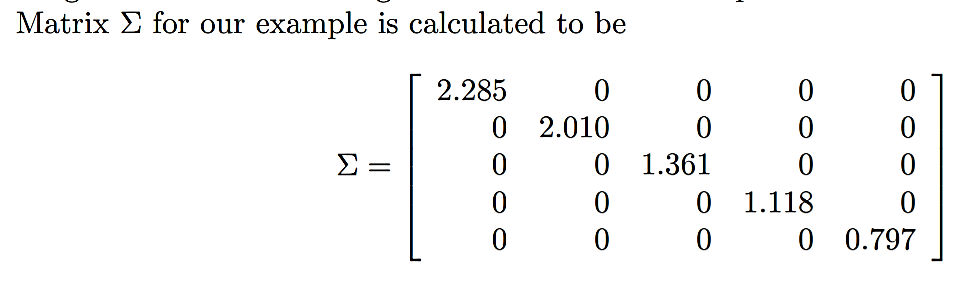 Matrix Σ for our example is calculated to be
2.285 0 0 0 0
0 2.010 0 0 0
Σ = 0 0 1.361 0 0
0 0 0 1.118 0
0 0 0 0 0.797